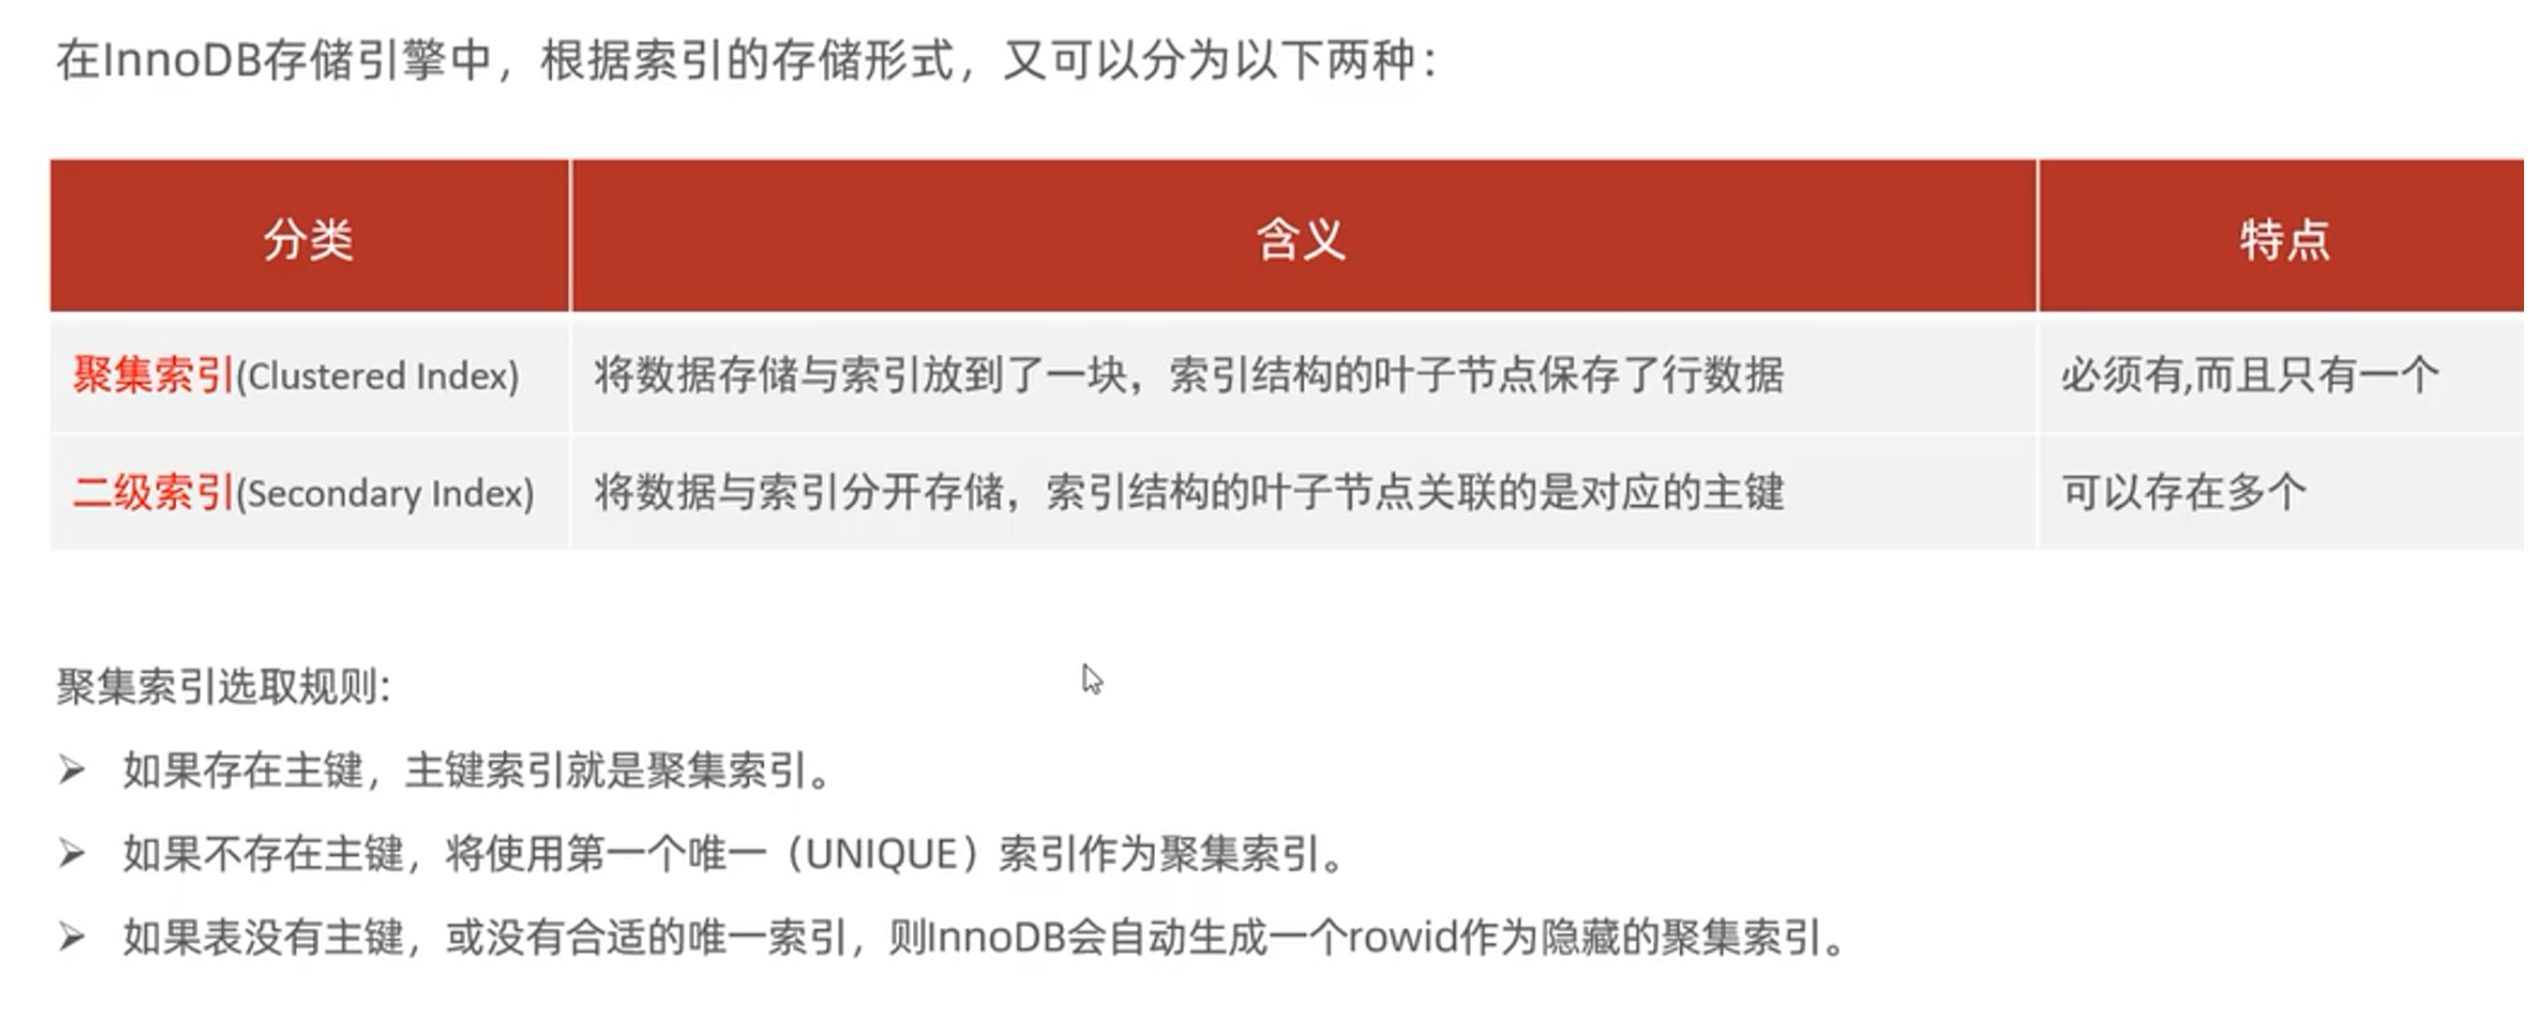 在InnoDB存储引擎中，根据索引的存储形式，又可以分为以下两种：
分类 含义 特点
聚集索引(Clustered Index) 将数据存储与索引放到了一块，索引结构的叶子节点保存了行数据 必须有,而且只有一个
二级索引(Secondary Index) 将数据与索引分开存储，索引结构的叶子节点关联的是对应的主键 可以存在多个
聚集索引选取规则:
➢ 如果存在主键，主键索引就是聚集索引。
➢ 如果不存在主键，将使用第一个唯一（UNIQUE）索引作为聚集索引。
➢ 如果表没有主键，或没有合适的唯一索引，则InnoDB会自动生成一个rowid作为隐藏的聚集索引。